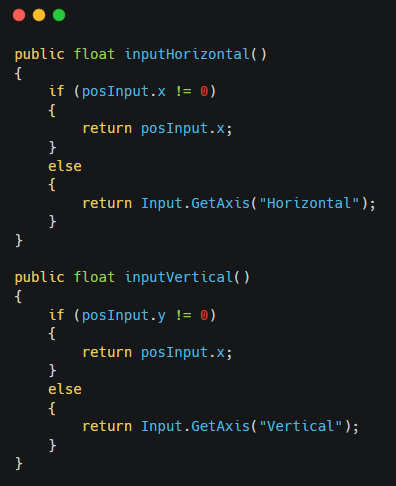 public float inputHorizontal()
{
    if (posInput.x != 0)
    {
        return posInput.x;
    }
    else
    {
        return Input.GetAxis("Horizontal");
    }
}

public float inputVertical()
{
    if (posInput.y != 0)
    {
        return posInput.x;
    }
    else
    {
        return Input.GetAxis("Vertical");
    }
}